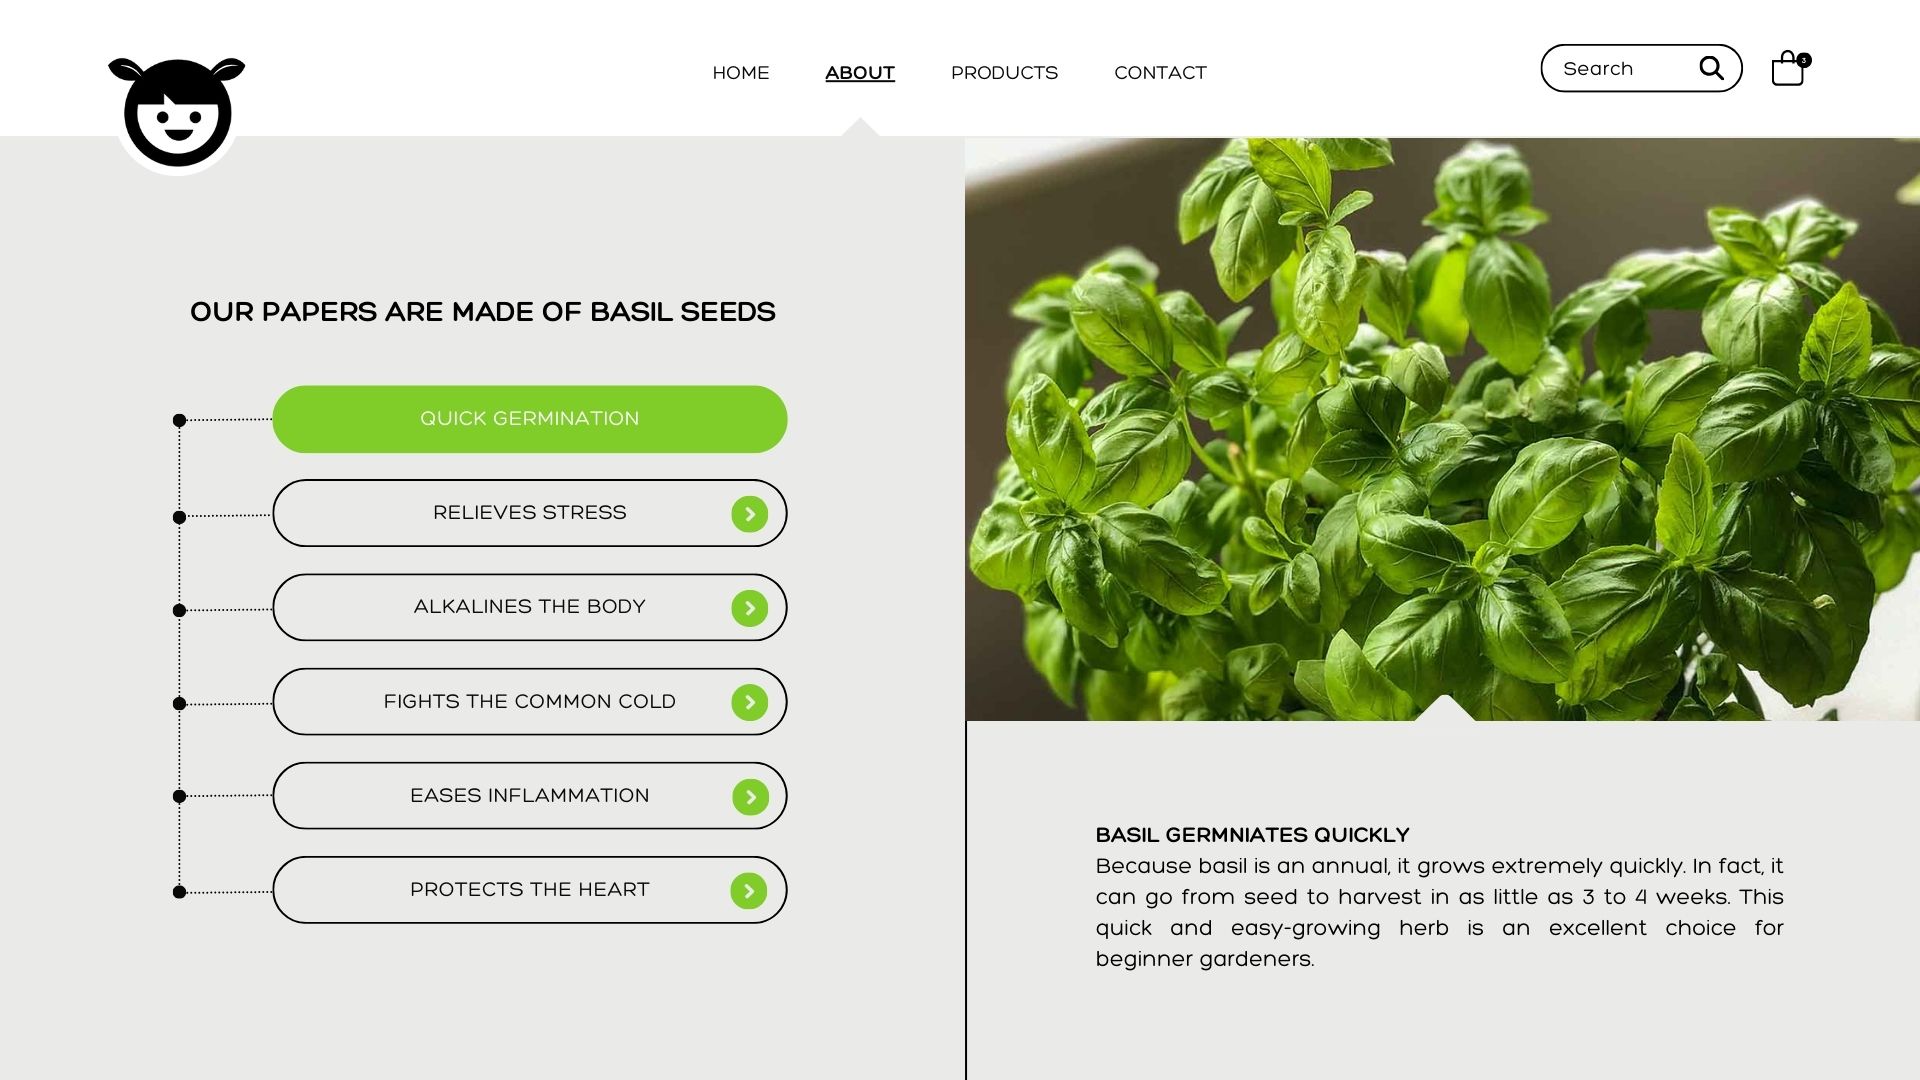 HOME ABOUT PRODUCTS CONTACT Search 3
OUR PAPERS ARE MADE OF BASIL SEEDS
QUICK GERMINATION
RELIEVES STRESS
ALKALINES THE BODY
FIGHTS THE COMMON COLD
EASES INFLAMMATION
PROTECTS THE HEART
BASIL GERMNIATES QUICKLY
Because basil is an annual, it grows extremely quickly. In fact, it
can go from seed to harvest in as little as 3 to 4 weeks. This
quick and easy-growing herb is an excellent choice for
beginner gardeners.